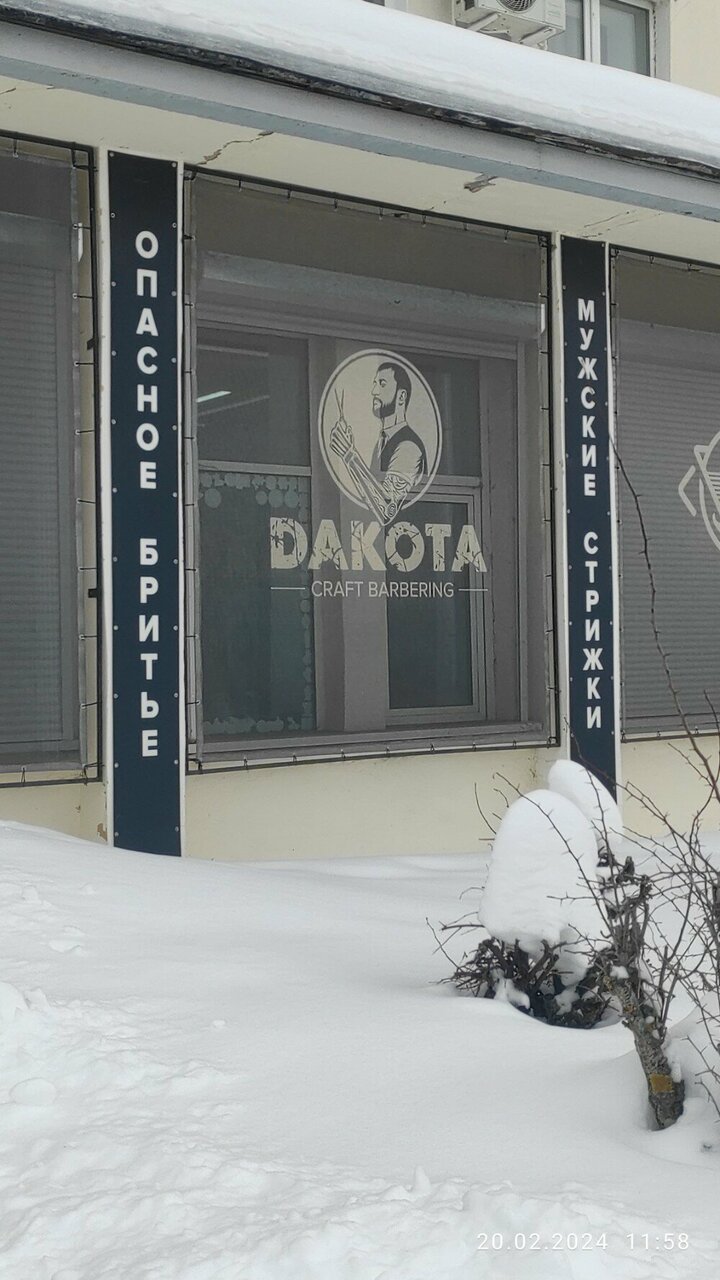 ОПАСНОЕ БРИТЬЕ
DAKOTA
CRAFT BARBERING
МУЖСКИЕ СТРИЖКИ
20.02.2024 11:58